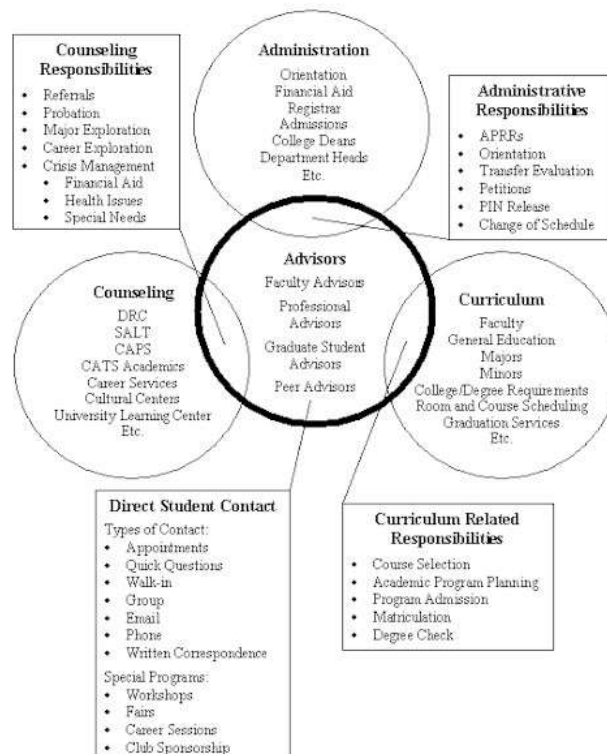 Counseling
Responsibilities
• Referrals
• Probation
• Major Exploration
• Career Exploration
• Crisis Management
• Financial Aid
• Health Issues
• Special Needs
Administration
Orientation
Financial Aid
Registrar
Admissions
College Deans
Department Heads
Etc.
Administrative
Responsibilities
• APRRs
• Orientation
• Transfer Evaluation
• Petitions
• PIN Release
• Change of Schedule
Advisors
Faculty Advisors
Professional
Advisors
Graduate Student
Advisors
Peer Advisors
Counseling
DRC
SALT
CAPS
CATS Academics
Career Services
Cultural Centers
University Learning Center
Etc.
Curriculum
Faculty
General Education
Majors
Minors
College/Degree Requirements
Room and Course Scheduling
Graduation Services
Etc.
Direct Student Contact
Types of Contact:
• Appointments
• Quick Questions
• Walk-in
• Group
• Email
• Phone
• Written Correspondence
Special Programs:
• Workshops
• Fairs
• Career Sessions
• Club Sponsorship
Curriculum Related
Responsibilities
• Course Selection
• Academic Program Planning
• Program Admission
• Matriculation
• Degree Check